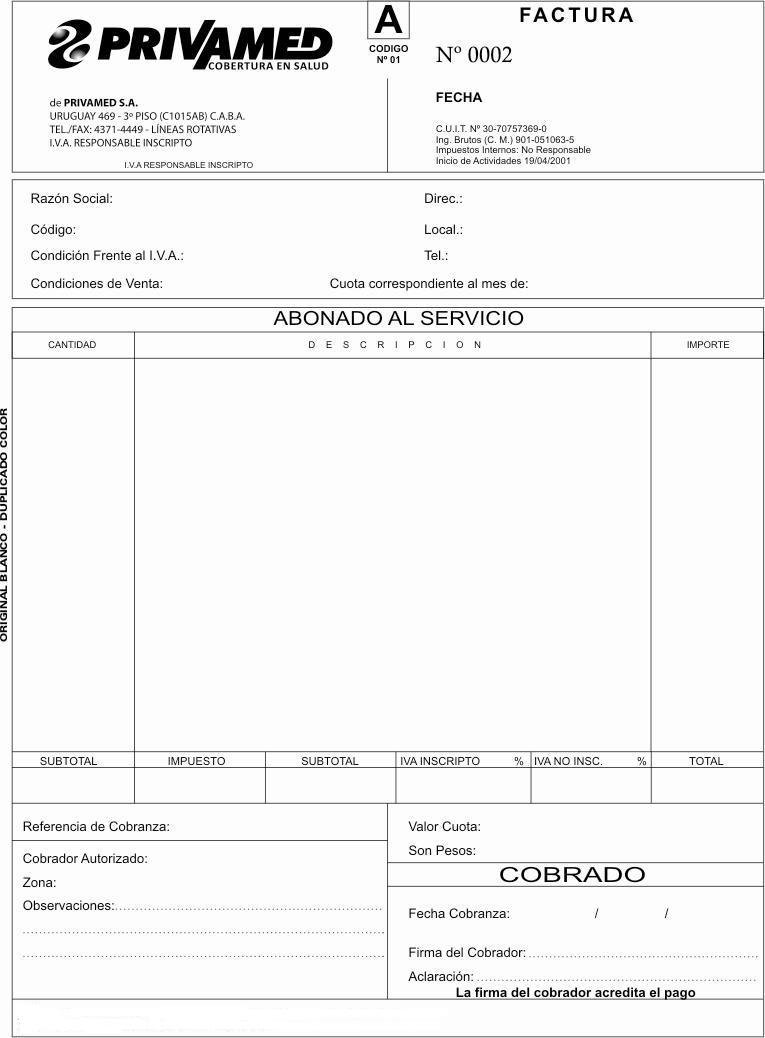 PRIVAMED
COBERTURA EN SALUD
de PRIVAMED S.A.
URUGUAY 469 - 3º PISO (C1015AB) C.A.B.A.
TEL./FAX: 4371-4449 - LÍNEAS ROTATIVAS
I.V.A. RESPONSABLE INSCRIPTO
I.V.A RESPONSABLE INSCRIPTO
A
CODIGO
Nº 01
FACTURA
Nº 0002
FECHA
C.U.I.T. Nº 30-70757369-0
Ing. Brutos (C. M.) 901-051063-5
Impuestos Internos: No Responsable
Inicio de Actividades 19/04/2001
Razón Social: Direc.:
Código: Local.:
Condición Frente al I.V.A.: Tel.:
Condiciones de Venta: Cuota correspondiente al mes de:
ABONADO AL SERVICIO
CANTIDAD D E S C R I P C I O N IMPORTE
ORIGINAL BLANCO - DUPLICADO COLOR
SUBTOTAL IMPUESTO SUBTOTAL IVA INSCRIPTO % IVA NO INSC. % TOTAL
Referencia de Cobranza:
Cobrador Autorizado:
Zona:
Observaciones:
Valor Cuota:
Son Pesos:
COBRADO
Fecha Cobranza: / /
Firma del Cobrador:
Aclaración:
La firma del cobrador acredita el pago